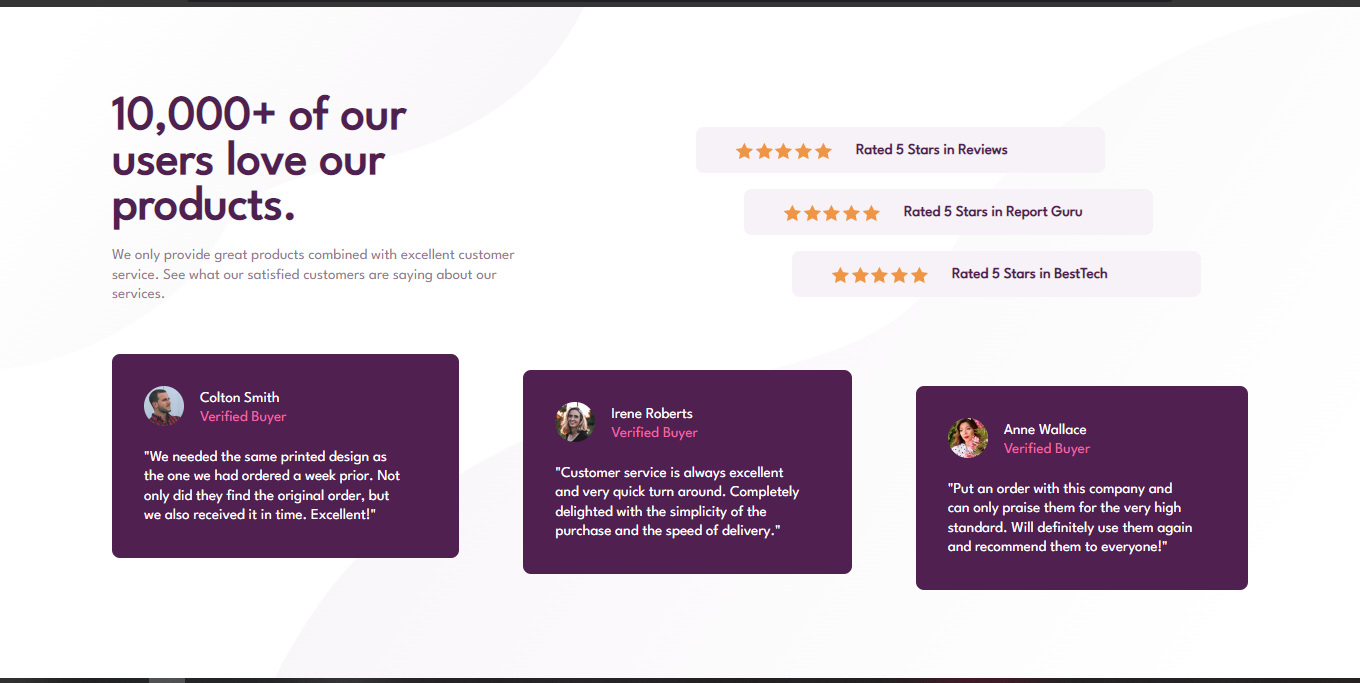 10,000+ of our
users love our
products.
We only provide great products combined with excellent customer
service. See what our satisfied customers are saying about our
services.
Rated 5 Stars in Reviews
Rated 5 Stars in Report Guru
Rated 5 Stars in BestTech
Colton Smith
Verified Buyer
"We needed the same printed design as
the one we had ordered a week prior. Not
only did they find the original order, but
we also received it in time. Excellent!"
Irene Roberts
Verified Buyer
"Customer service is always excellent
and very quick turn around. Completely
delighted with the simplicity of the
purchase and the speed of delivery."
Anne Wallace
Verified Buyer
"Put an order with this company and
can only praise them for the very high
standard. Will definitely use them again
and recommend them to everyone!"